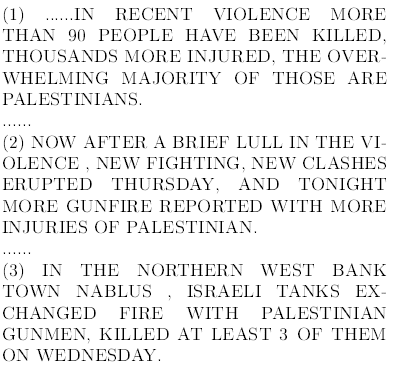 (1) ......IN RECENT VIOLENCE MORE
THAN 90 PEOPLE HAVE BEEN KILLED,
THOUSANDS MORE INJURED, THE OVER-
WHELMING MAJORITY OF THOSE ARE
PALESTINIANS.
......
(2) NOW AFTER A BRIEF LULL IN THE VI-
OLENCE , NEW FIGHTING, NEW CLASHES
ERUPTED THURSDAY, AND TONIGHT
MORE GUNFIRE REPORTED WITH MORE
INJURIES OF PALESTINIAN.
......
(3) IN THE NORTHERN WEST BANK
TOWN NABLUS , ISRAELI TANKS EX-
CHANGED FIRE WITH PALESTINIAN
GUNMEN, KILLED AT LEAST 3 OF THEM
ON WEDNESDAY.